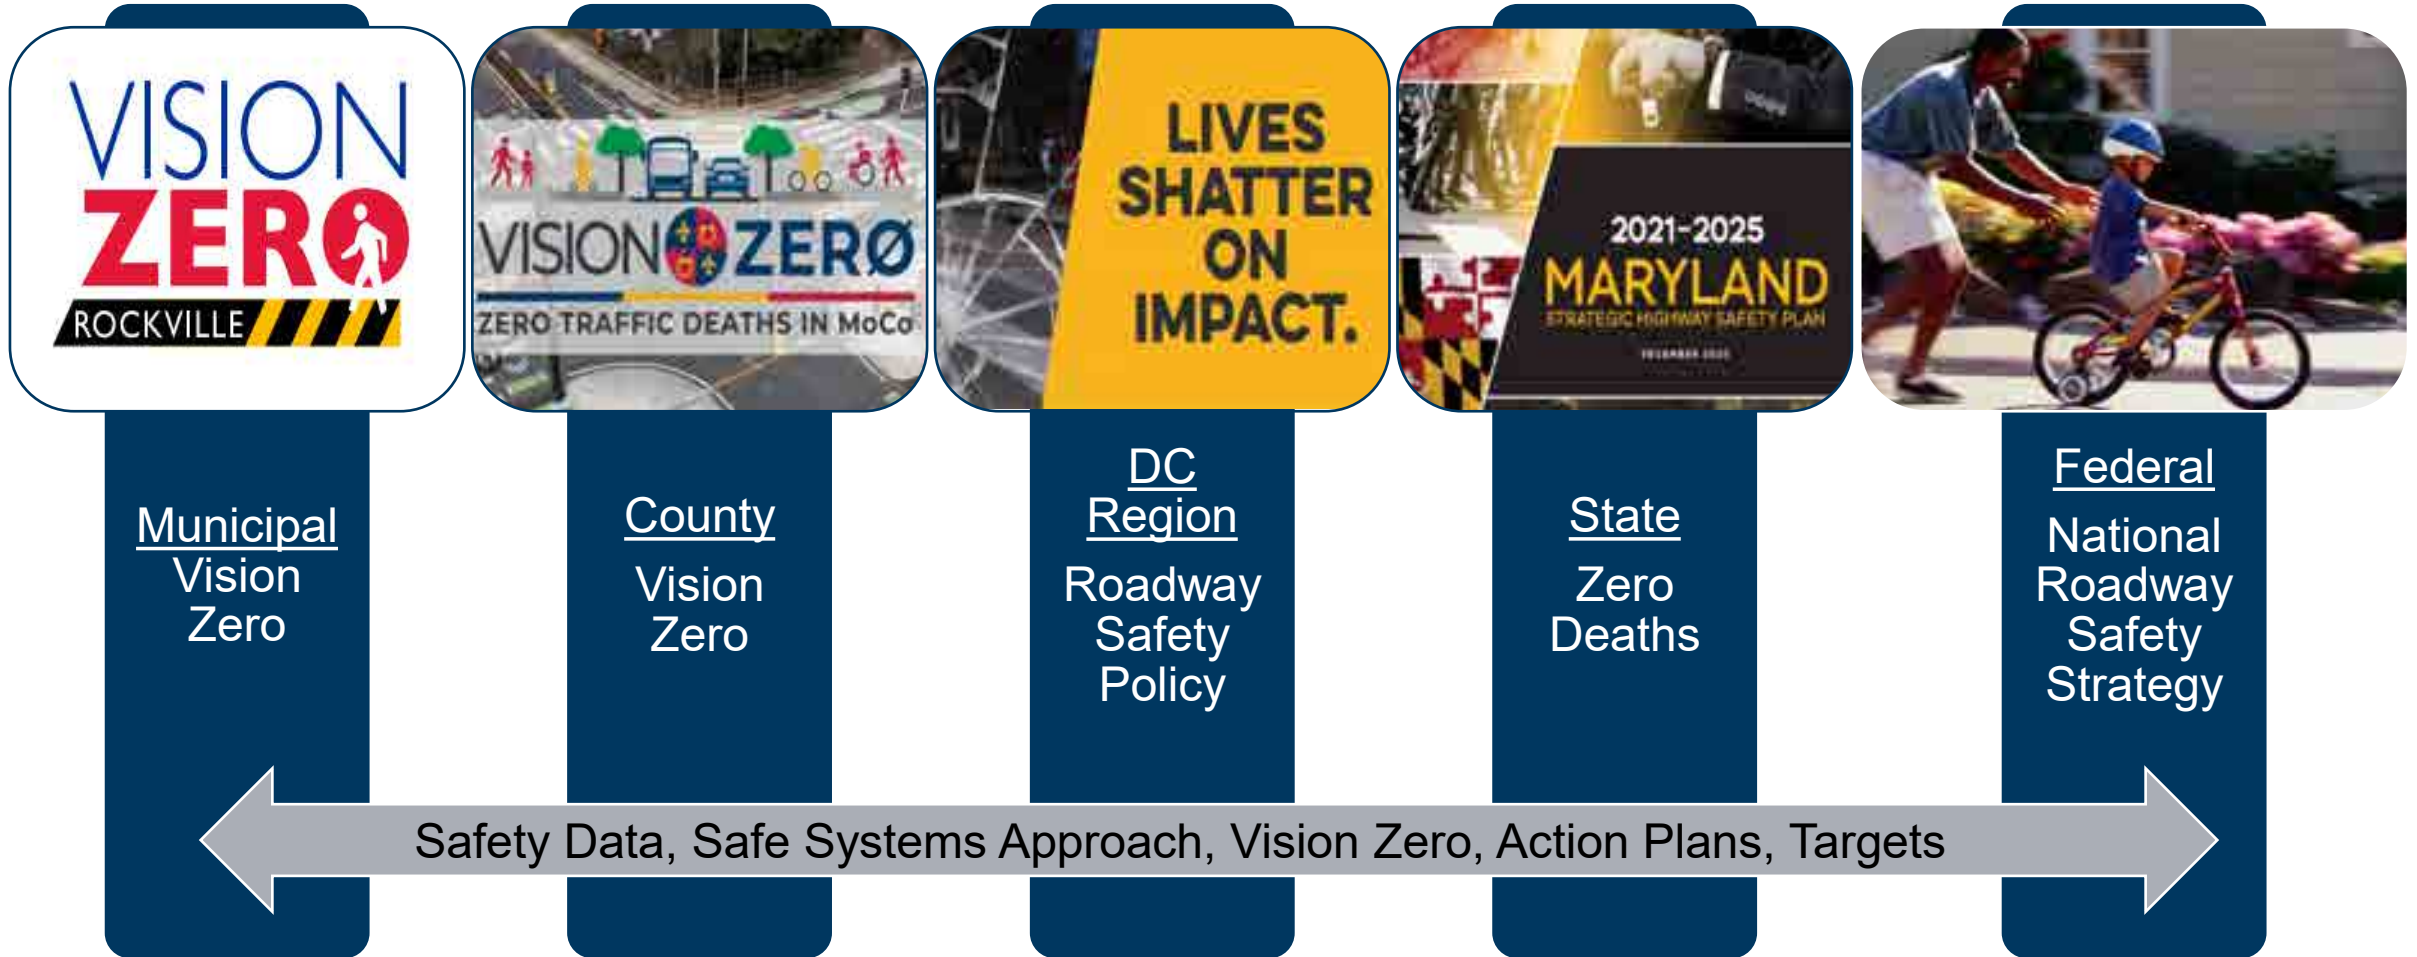 VISION
ZERO
ROCKVILLE
VISION ZERØ
ZERO TRAFFIC DEATHS IN MoCo
LIVES
SHATTER
ON
IMPACT.
2021-2025
MARYLAND
STRATEGIC HIGHWAY SAFETY PLAN
Municipal
Vision
Zero
County
Vision
Zero
DC
Region
Roadway
Safety
Policy
State
Zero
Deaths
Federal
National
Roadway
Safety
Strategy
Safety Data, Safe Systems Approach, Vision Zero, Action Plans, Targets